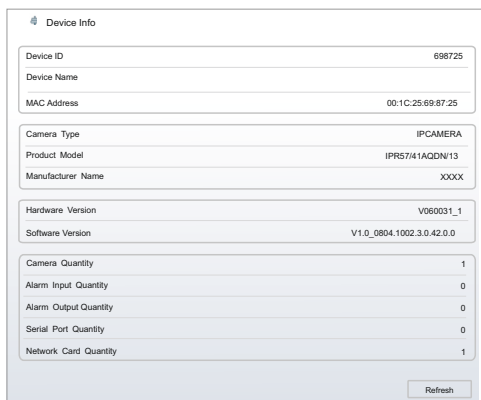 Device Info
Device ID 698725
Device Name
MAC Address 00:1C:25:69:87:25
Camera Type IPCAMERA
Product Model IPR57/41AQDN/13
Manufacturer Name XXXX
Hardware Version V060031_1
Software Version V1.0_0804.1002.3.0.42.0.0
Camera Quantity 1
Alarm Input Quantity 0
Alarm Output Quantity 0
Serial Port Quantity 0
Network Card Quantity 1
Refresh